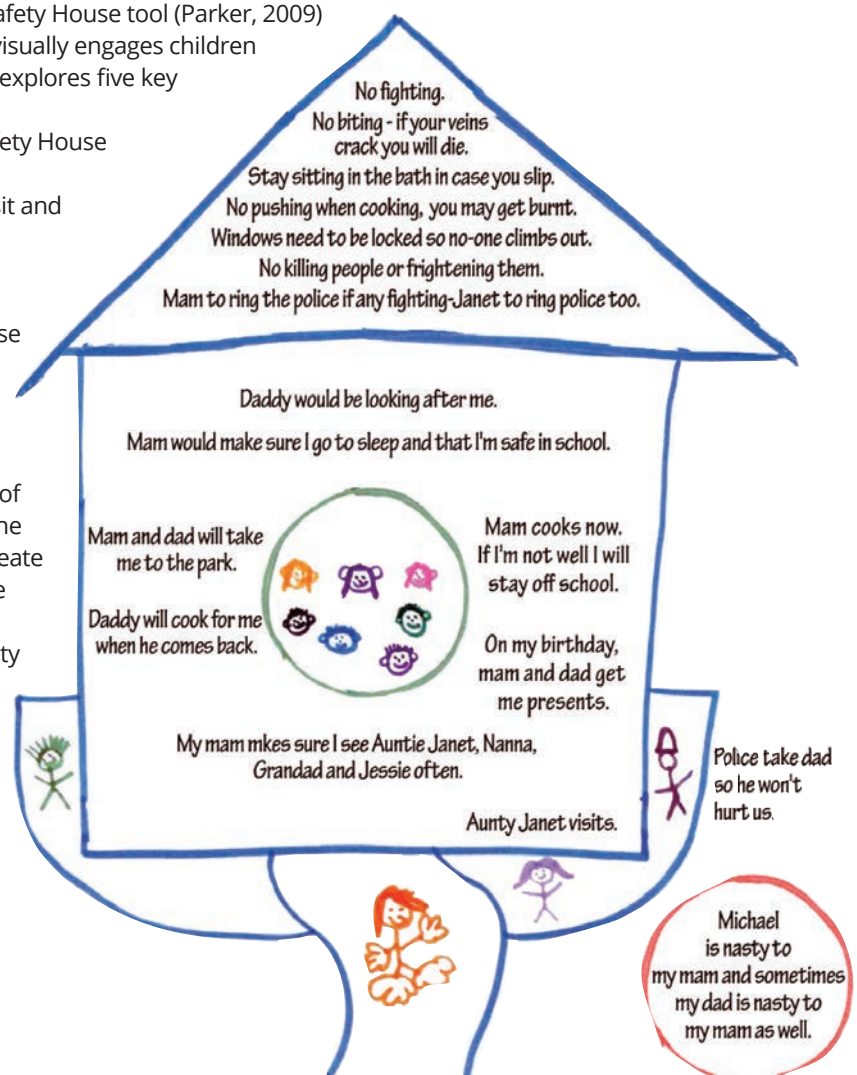 afety House tool (Parker, 2009)
visually engages children
explores five key
ety House
sit and
se
of
ne
eate
e
ty
No fighting.
No biting - if your veins
crack you will die.
Stay sitting in the bath in case you slip.
No pushing when cooking, you may get burnt.
Windows need to be locked so no-one climbs out.
No killing people or frightening them.
Mam to ring the police if any fighting-Janet to ring police too.
Daddy would be looking after me.
Mam would make sure I go to sleep and that I'm safe in school.
Mam and dad will take
me to the park.
Daddy will cook for me
when he comes back.
Mam cooks now.
If I'm not well I will
stay off school.
On my birthday,
mam and dad get
me presents.
My mam mkes sure I see Auntie Janet, Nanna,
Grandad and Jessie often.
Aunty Janet visits.
Police take dad
so he won't
hurt us.
Michael
is nasty to
my mam and sometimes
my dad is nasty to
my mam as well.